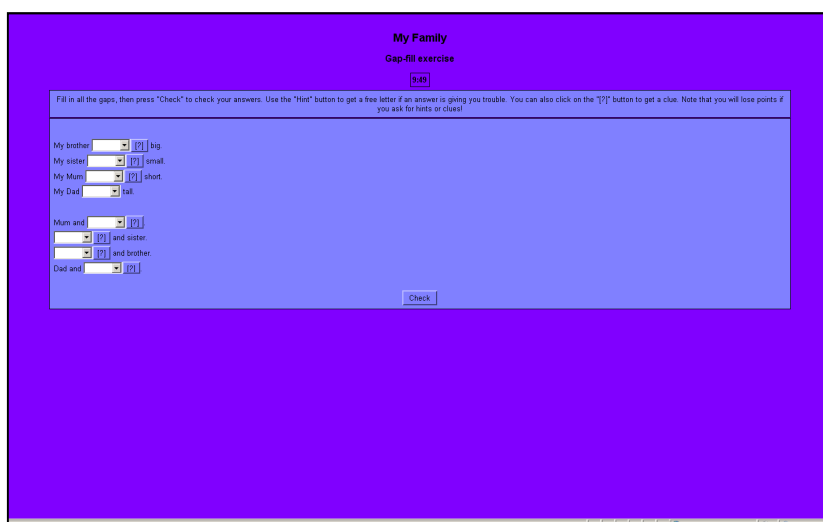 My Family
Gap-fill exercise
9:49
Fill in all the gaps, then press "Check" to check your answers. Use the "Hint" button to get a free letter if an answer is giving you trouble. You can also click on the "[?]" button to get a clue. Note that you will lose points if
you ask for hints or clues!
My brother [?] big.
My sister [?] small.
My Mum [?] short.
My Dad tall.
Mum and [?].
[?] and sister.
[?] and brother.
Dad and [?].
Check